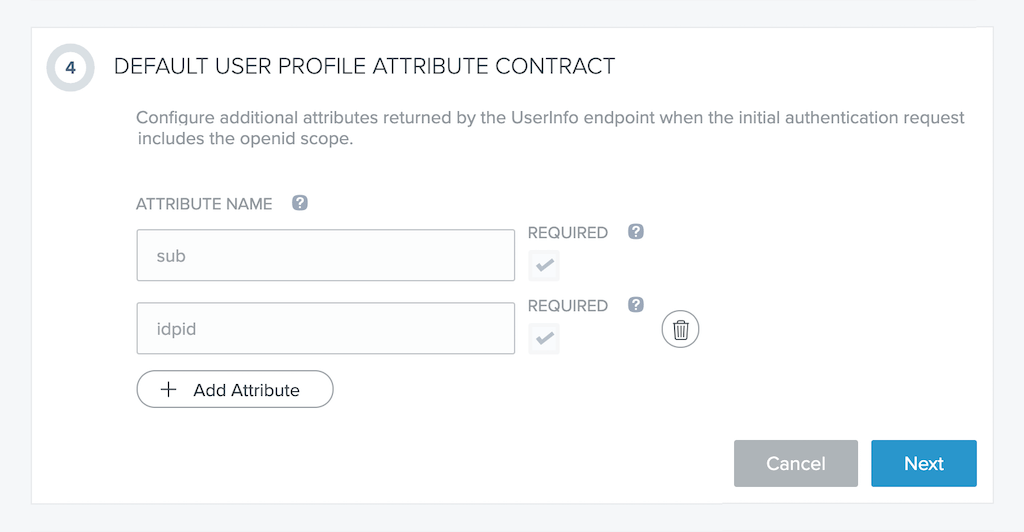 4
DEFAULT USER PROFILE ATTRIBUTE CONTRACT
Configure additional attributes returned by the UserInfo endpoint when the initial authentication request
includes the openid scope.
ATTRIBUTE NAME ?
REQUIRED ?
sub
REQUIRED ?
idpid
+ Add Attribute
Cancel
Next